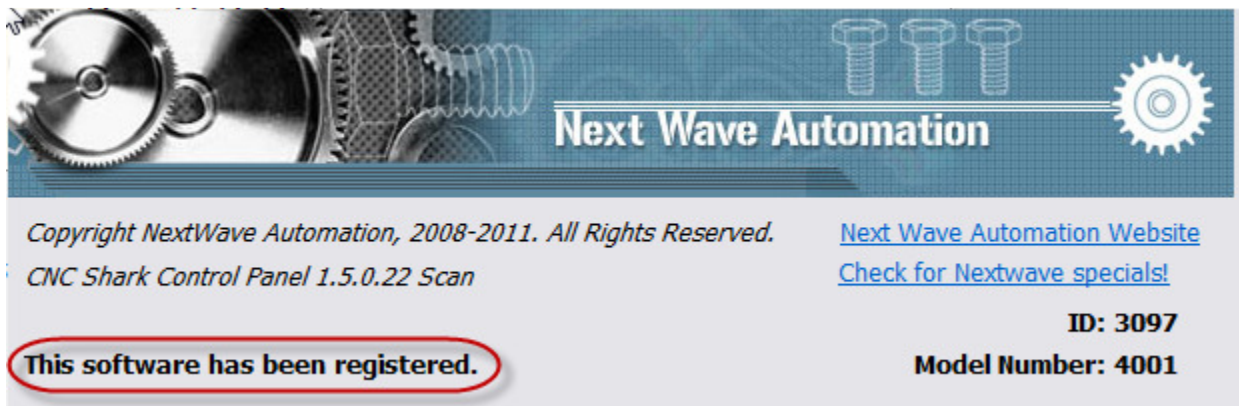 Next Wave Automation
Copyright NextWave Automation, 2008-2011. All Rights Reserved.
Next Wave Automation Website
CNC Shark Control Panel 1.5.0.22 Scan
Check for Nextwave specials!
ID: 3097
This software has been registered.
Model Number: 4001